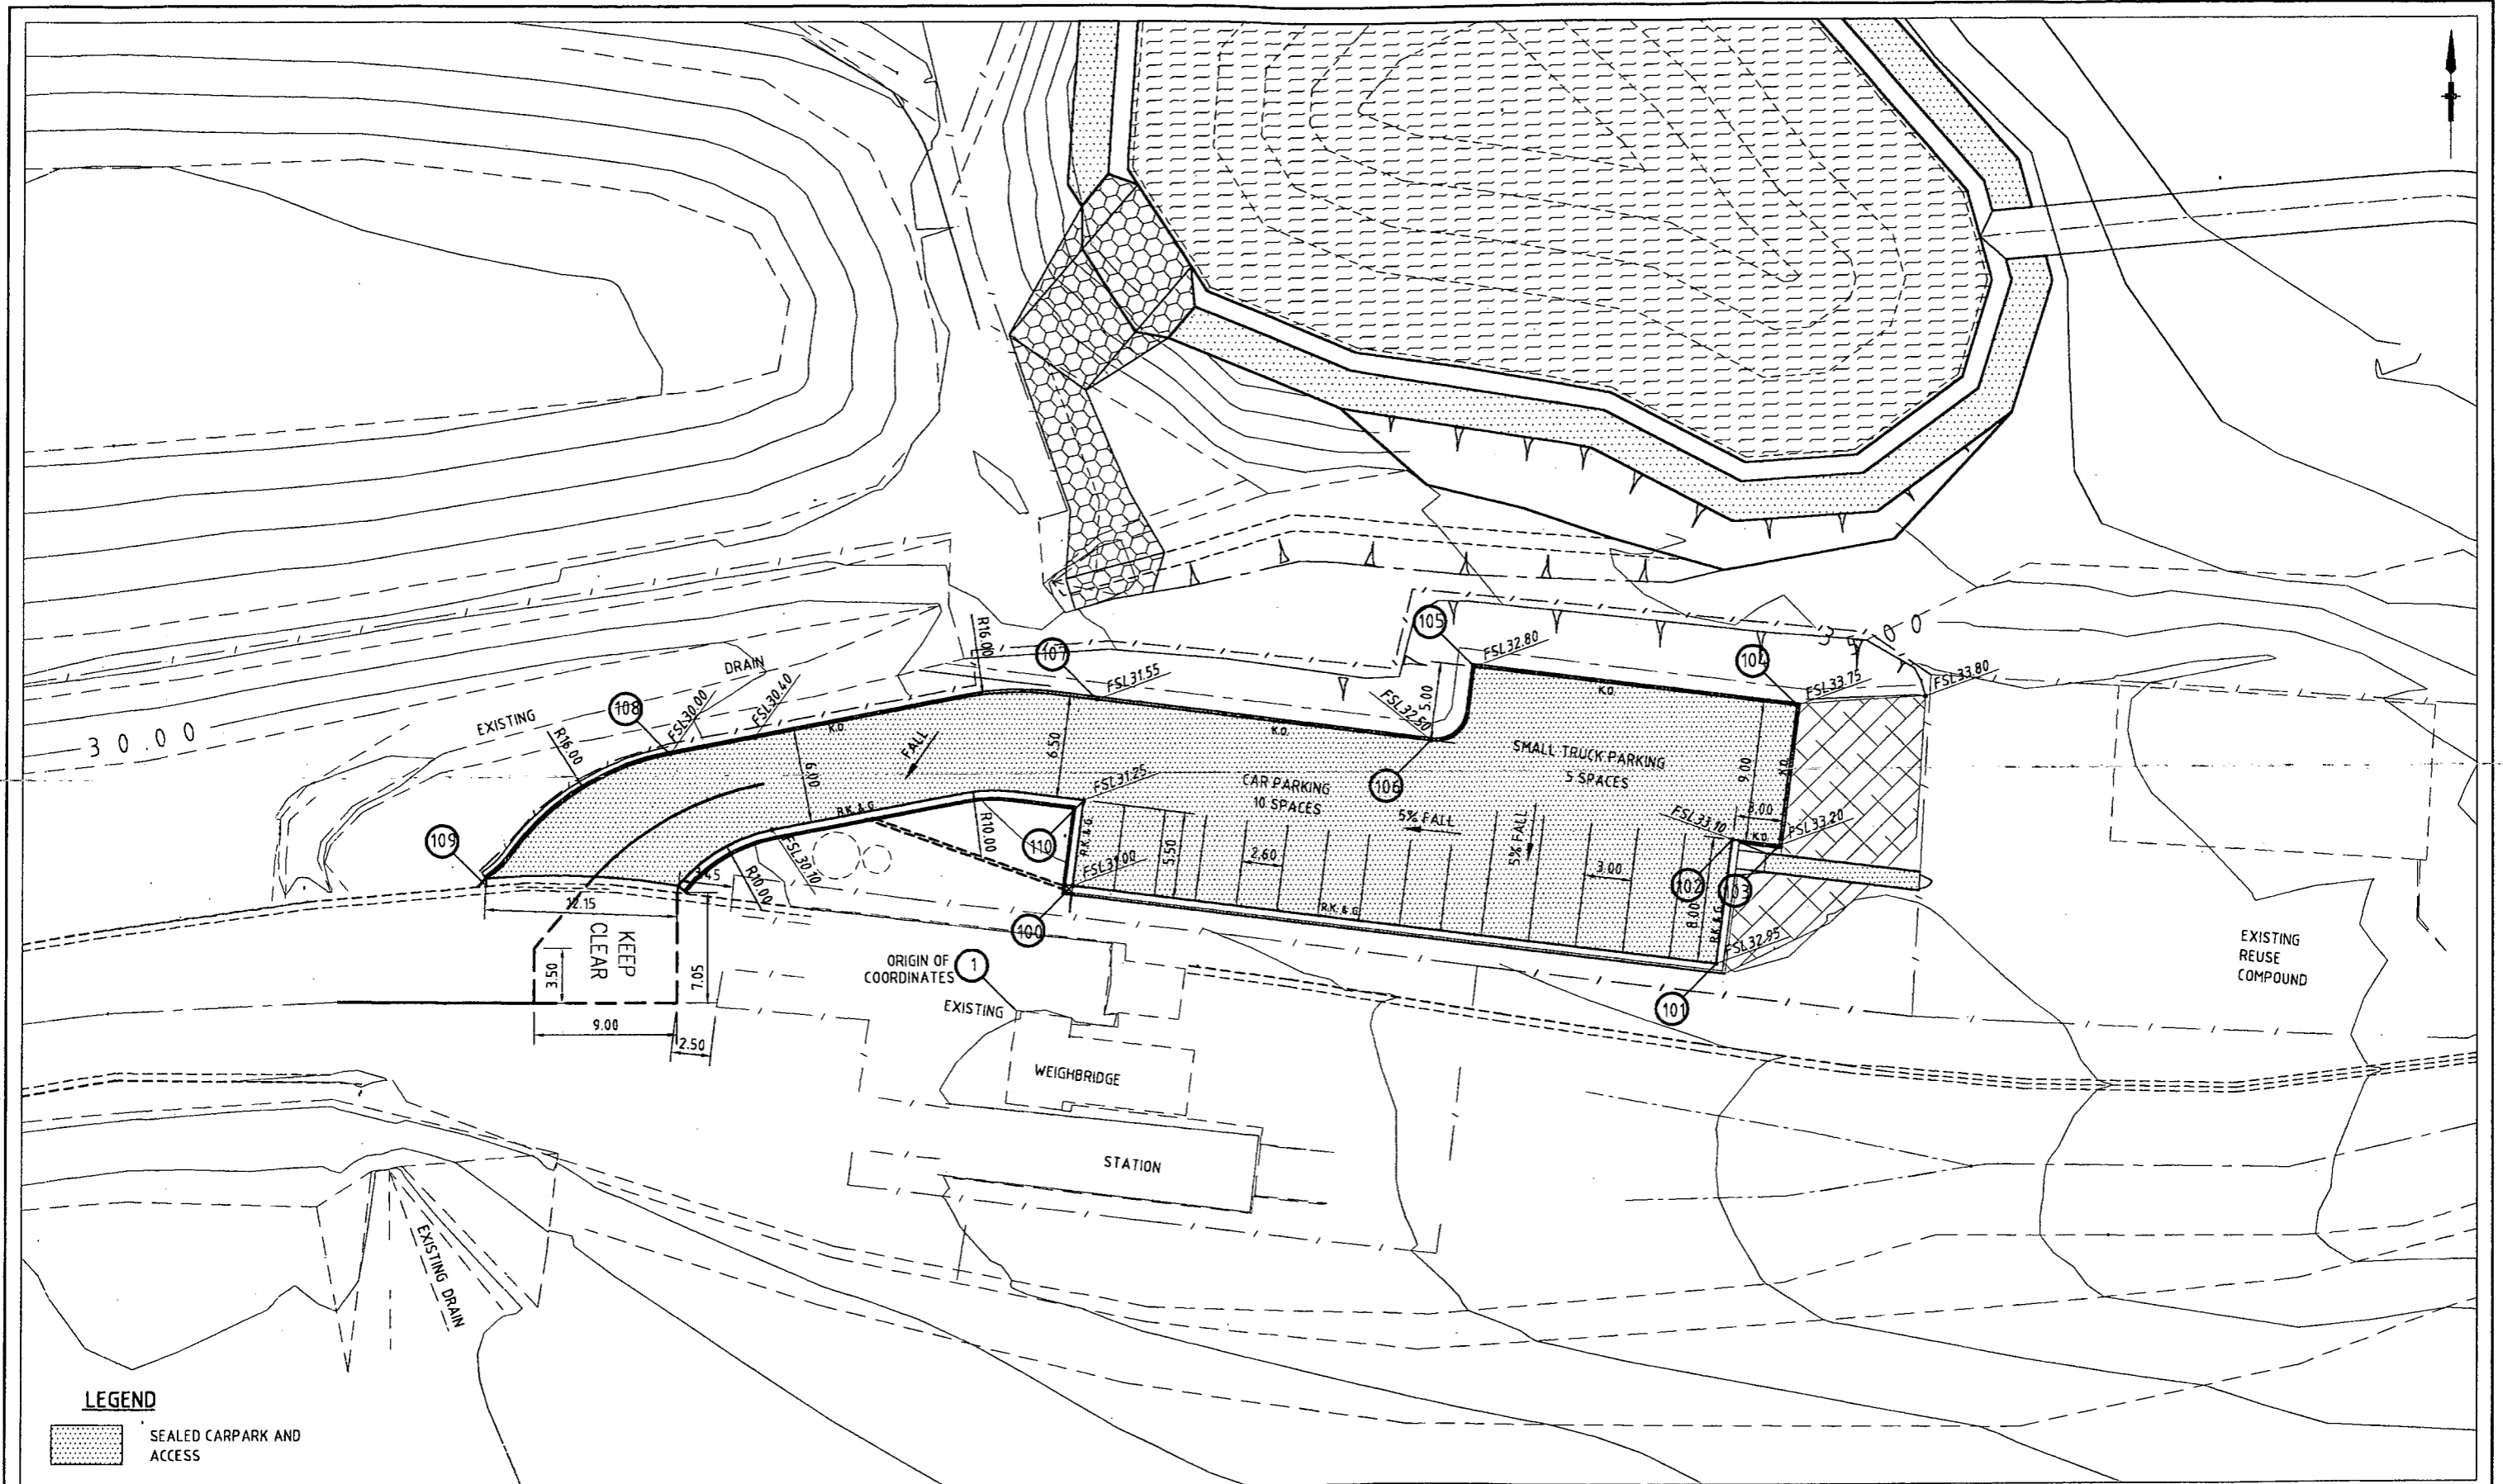 105
FSL32.80
107
R16.00
104
DRAIN
FSL31.55
FSL33.75
FSL33.80
3 5 0 0
K.O.
108
FSL30.00
FSL30.40
EXISTING
R16.00
5.00
FSL32.50
30.00
K.O.
K.O.
FALL
6.50
6.00
SMALL TRUCK PARKING
5 SPACES
9.00
K.O.
106
CAR PARKING
10 SPACES
FSL31.25
R.K. & G.
109
R10.00
110
R.K. & G.
5% FALL
5% FALL
FSL33.10
3.00
FSL33.20
K.O.
FSL30.10
FSL31.00
5.50
2.60
3.00
102
103
R10.00
12.15
8.00
R.K. & G.
R.K. & G.
100
FSL32.95
KEEP
CLEAR
3.50
7.05
ORIGIN OF
COORDINATES
1
EXISTING
101
9.00
2.50
WEIGHBRIDGE
STATION
EXISTING
REUSE
COMPOUND
EXISTING DRAIN
LEGEND
SEALED CARPARK AND
ACCESS